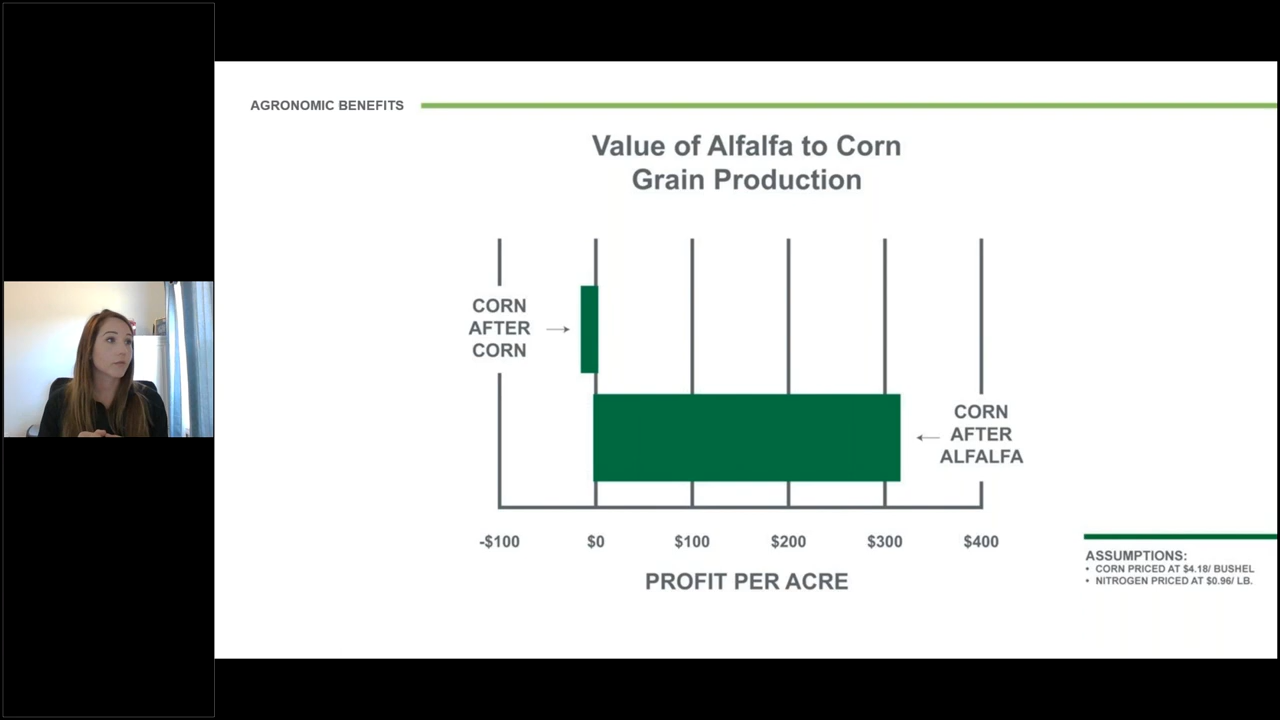 AGRONOMIC BENEFITS
Value of Alfalfa to Corn
Grain Production
CORN
AFTER
CORN
CORN
AFTER
ALFALFA
-$100 $0 $100 $200 $300 $400
PROFIT PER ACRE
ASSUMPTIONS:
• CORN PRICED AT $4.18/ BUSHEL
• NITROGEN PRICED AT $0.96/ LB.